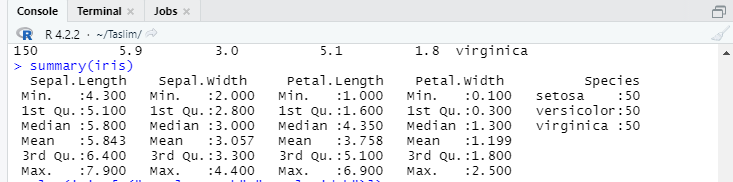 Console Terminal × Jobs ×
R 4.2.2 · ~/Taslim/
150 5.9 3.0 5.1 1.8 virginica
> summary(iris)
Sepal.Length Sepal.Width Petal.Length Petal.Width Species
Min. :4.300 Min. :2.000 Min. :1.000 Min. :0.100 setosa :50
1st Qu.:5.100 1st Qu.:2.800 1st Qu.:1.600 1st Qu.:0.300 versicolor:50
Median :5.800 Median :3.000 Median :4.350 Median :1.300 virginica :50
Mean :5.843 Mean :3.057 Mean :3.758 Mean :1.199
3rd Qu.:6.400 3rd Qu.:3.300 3rd Qu.:5.100 3rd Qu.:1.800
Max. :7.900 Max. :4.400 Max. :6.900 Max. :2.500